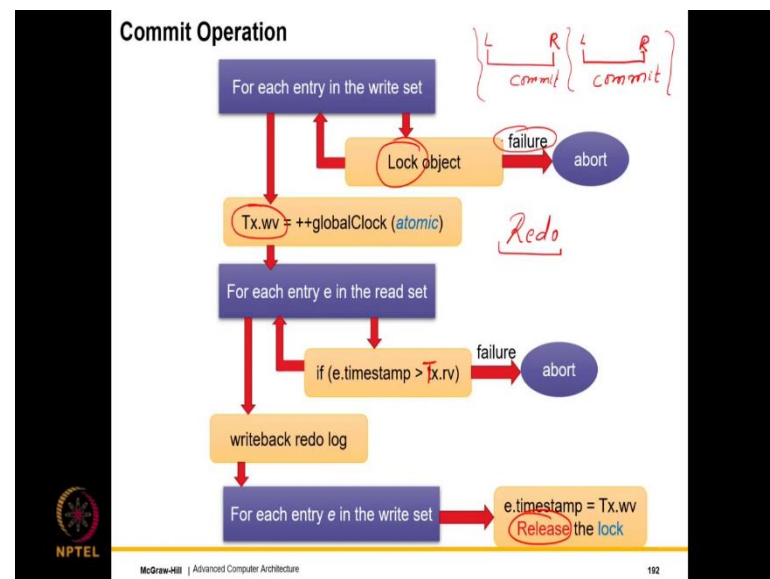 Commit Operation
L R L R
commit commit
For each entry in the write set
Lock object
failure
abort
Tx.wv = ++globalClock (atomic)
Redo
For each entry e in the read set
if (e.timestamp > Tx.rv)
failure
abort
writeback redo log
For each entry e in the write set
e.timestamp = Tx.wv
Release the lock
NPTEL
McGraw-Hill | Advanced Computer Architecture
192